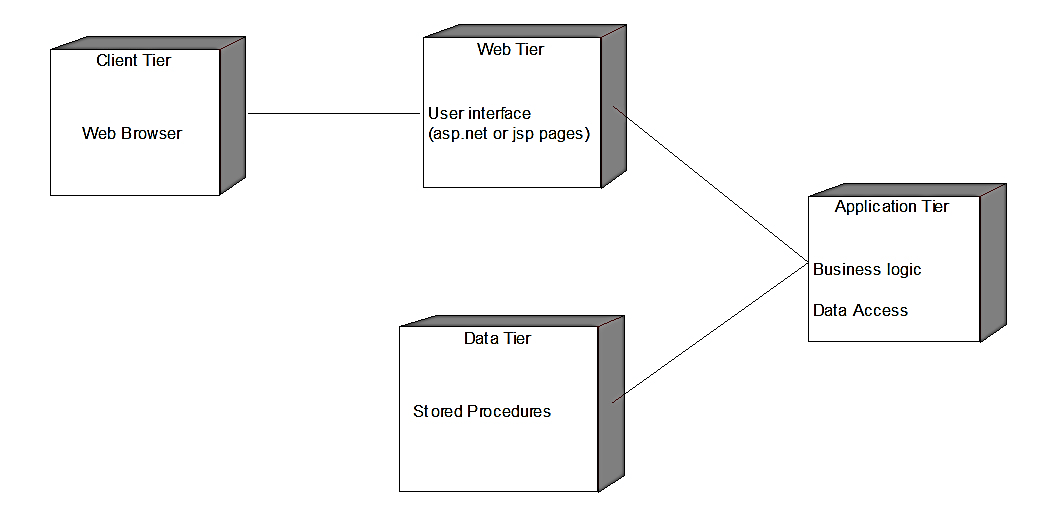 Client Tier
Web Browser
Web Tier
User interface
(asp.net or jsp pages)
Application Tier
Business logic
Data Access
Data Tier
Stored Procedures